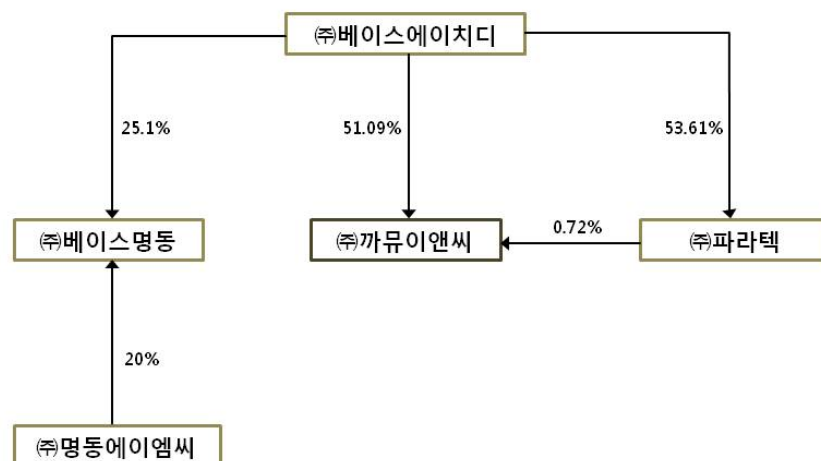 ㈜베이스에이치디
25.1%
51.09%
53.61%
㈜베이스명동
㈜까뮤이앤씨
0.72%
㈜파라텍
20%
㈜명동에이엠씨